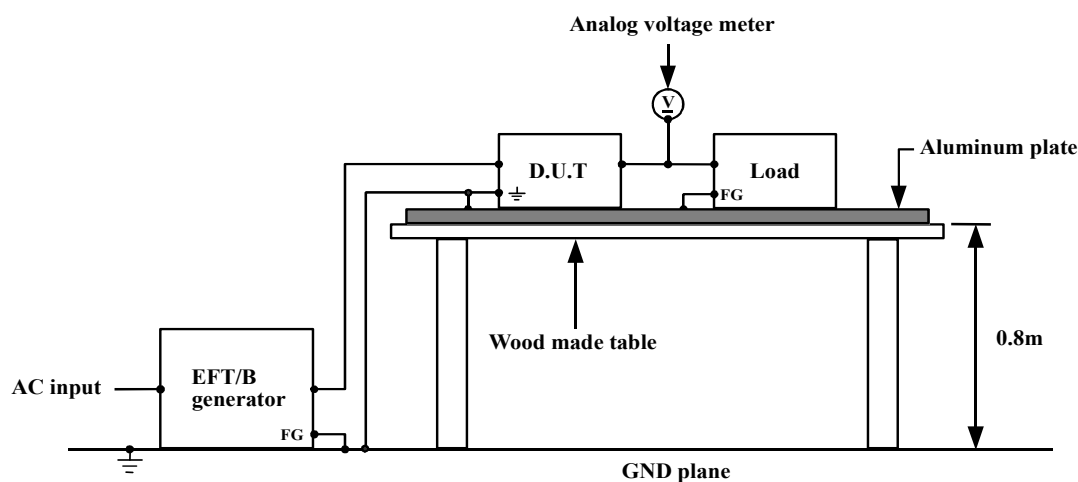 Analog voltage meter
V
Aluminum plate
D.U.T
Load
FG
Wood made table
0.8m
AC input
EFT/B
generator
FG
GND plane